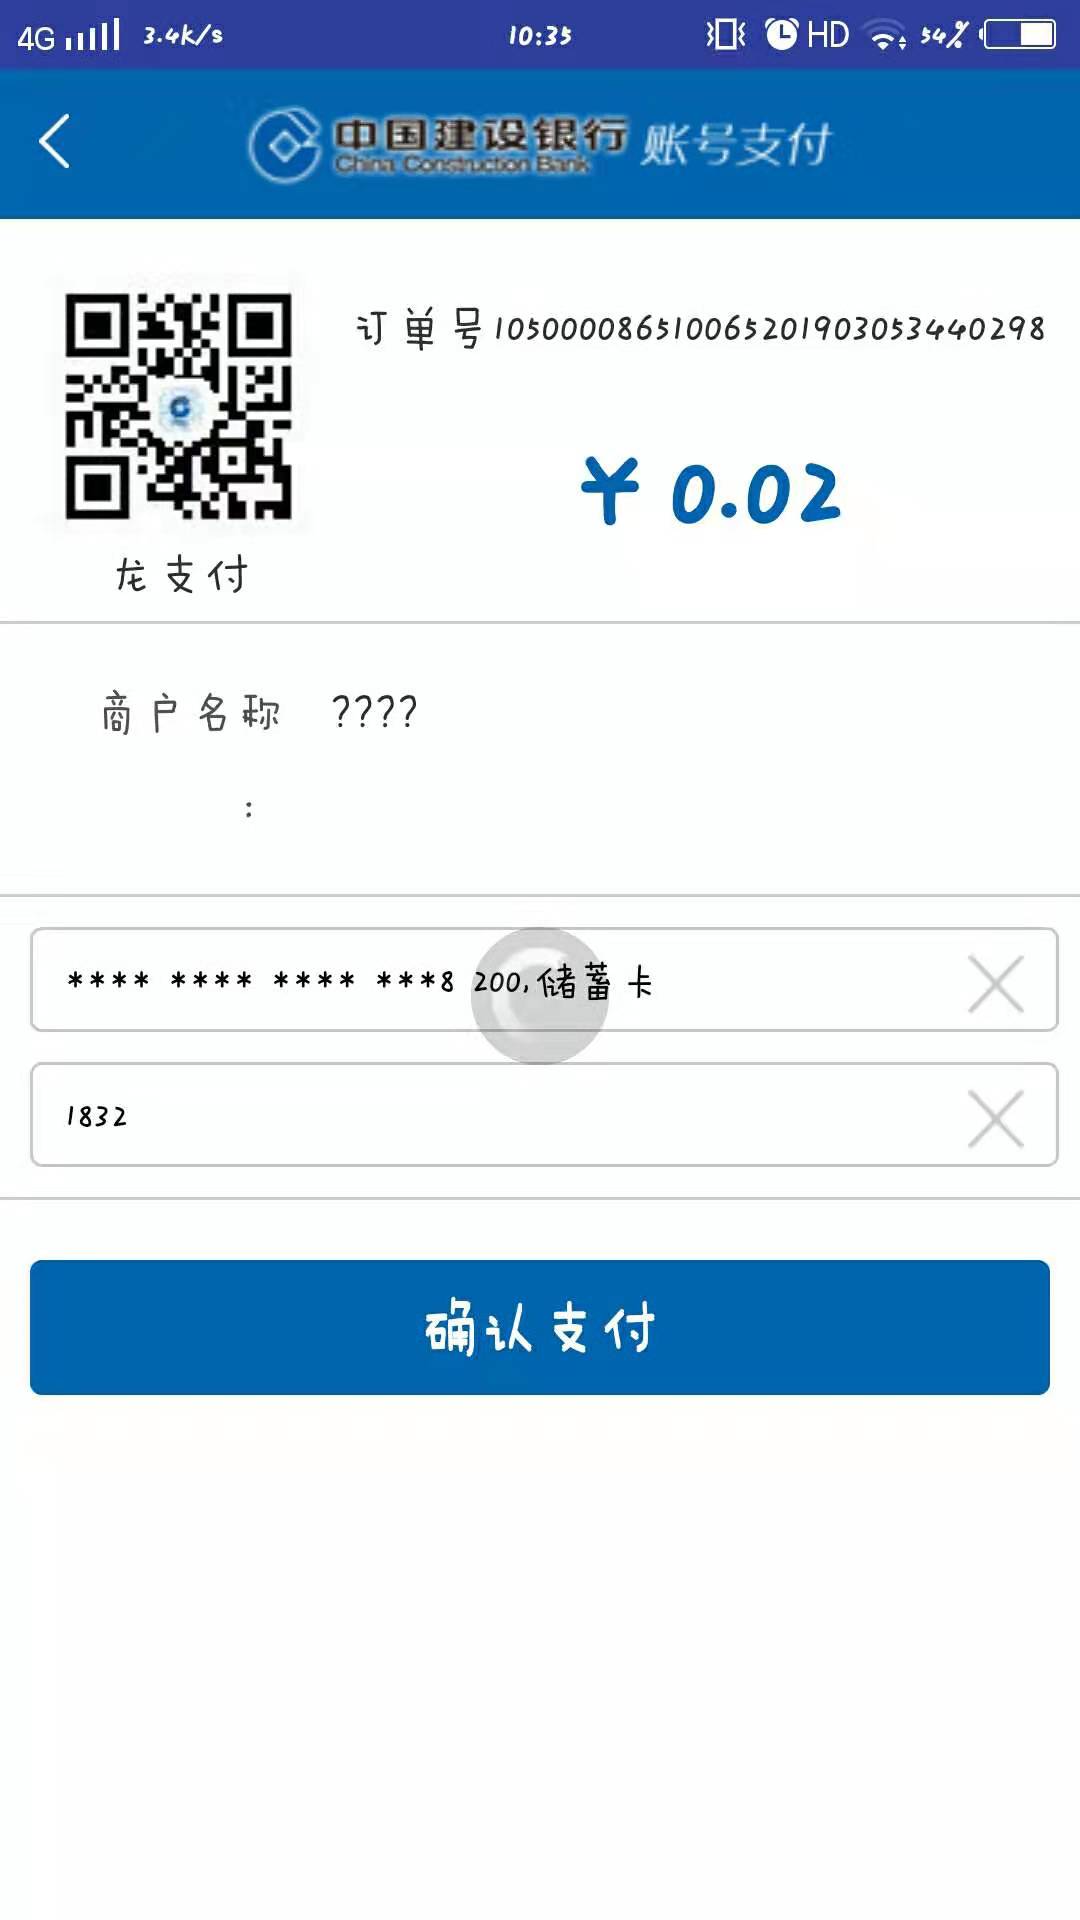 4G 3.4K/s 10:35 HD 54%
中国建设银行 账号支付
China Construction Bank
订单号105000086510065201903053440298
¥ 0.02
龙支付
商户名称 ????
:
**** **** **** ***8 200,储蓄卡
1832
确认支付